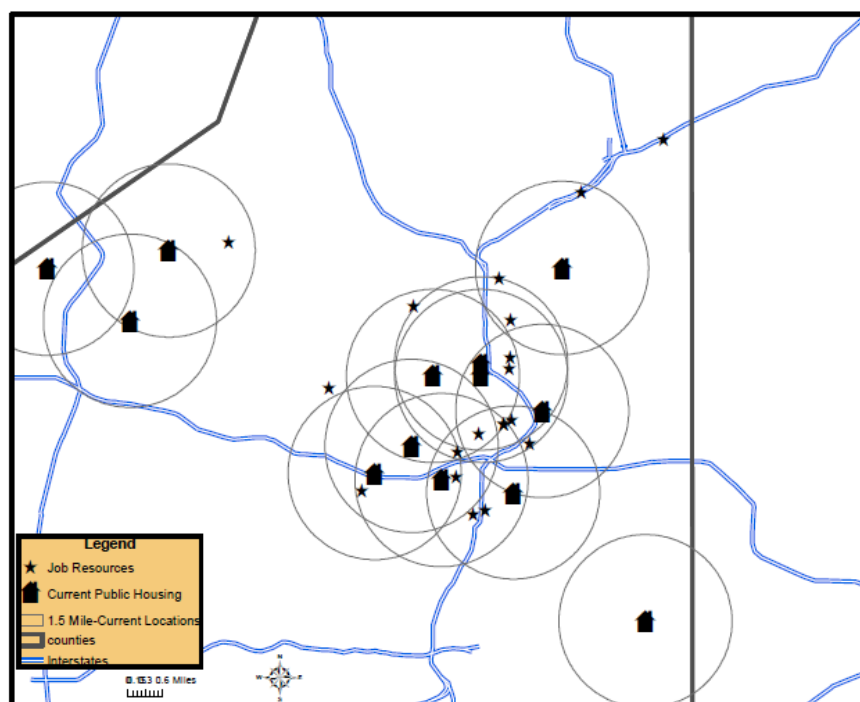 Legend
Job Resources
Current Public Housing
1.5 Mile-Current Locations
counties
Interstates
0.6 Miles
N
W
E
S